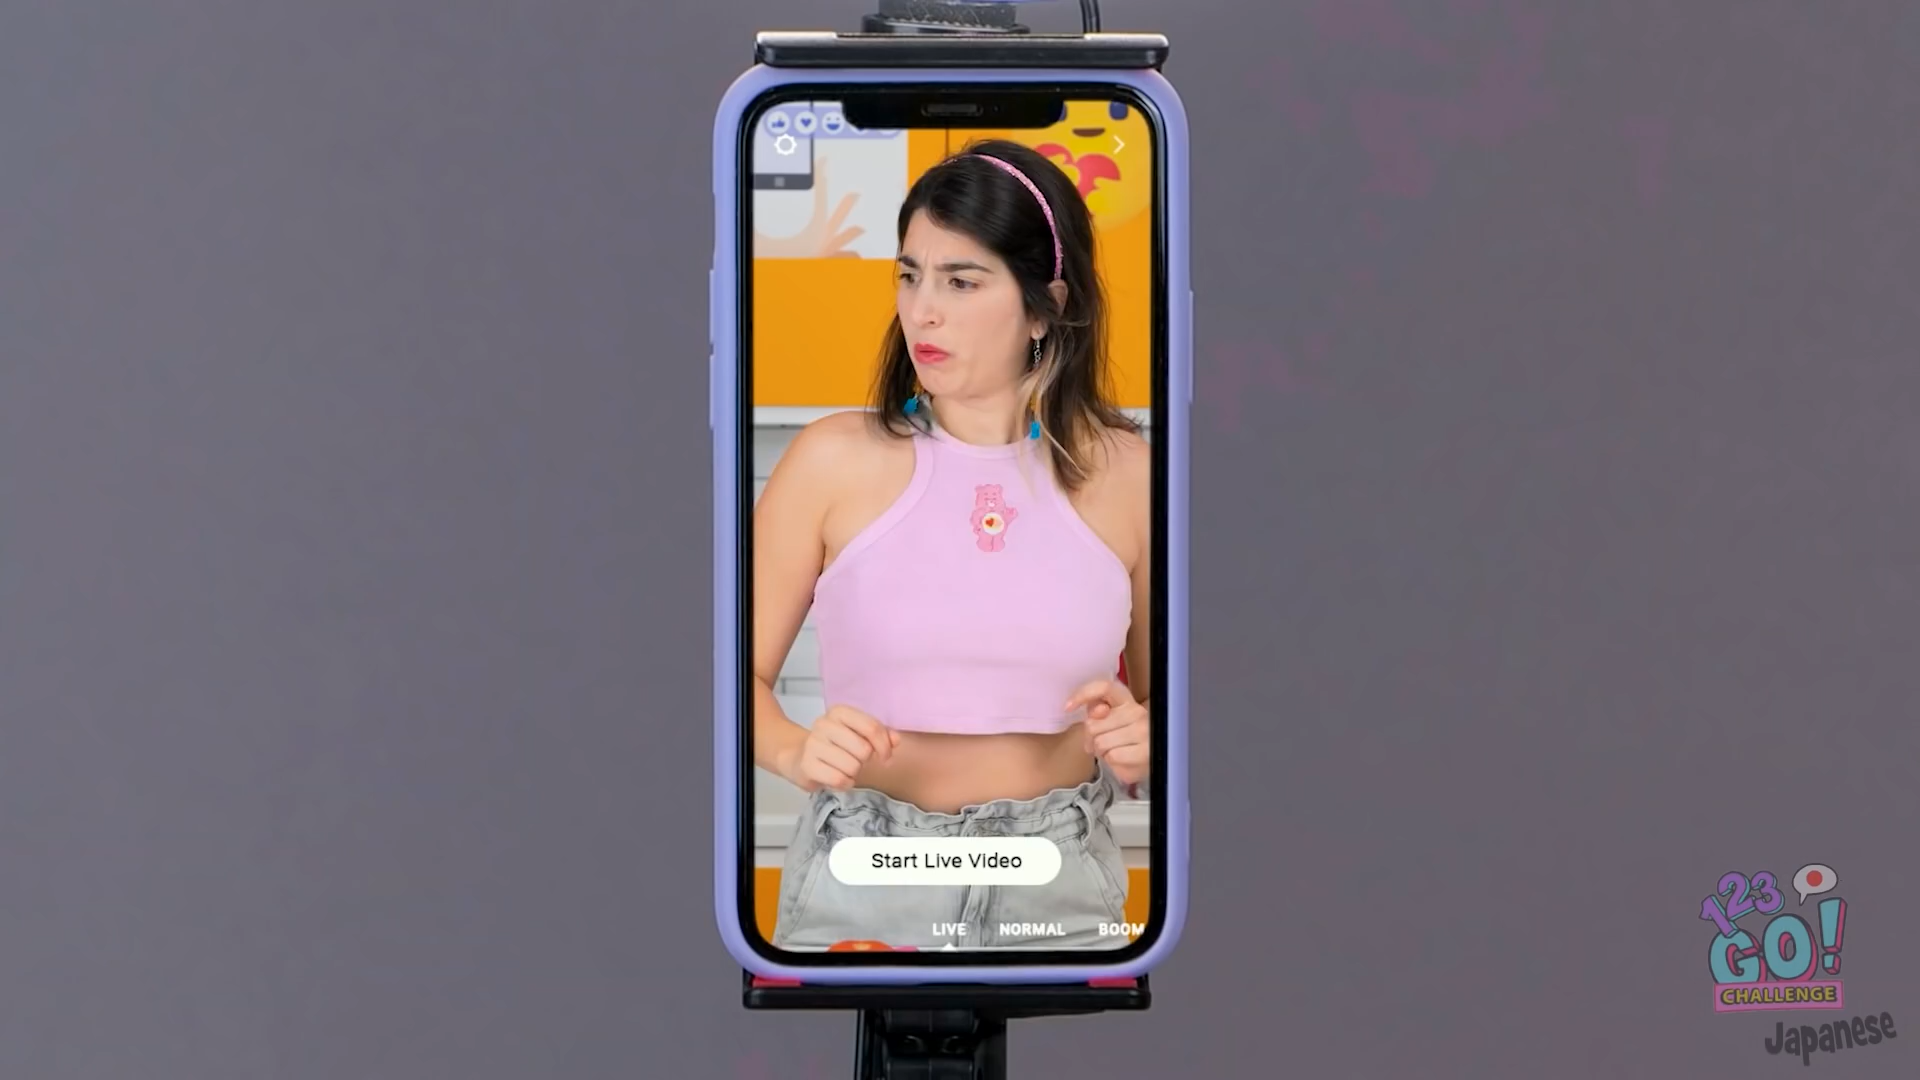 Start Live Video
LIVE NORMAL BOOM
123
GO!
CHALLENGE
Japanese